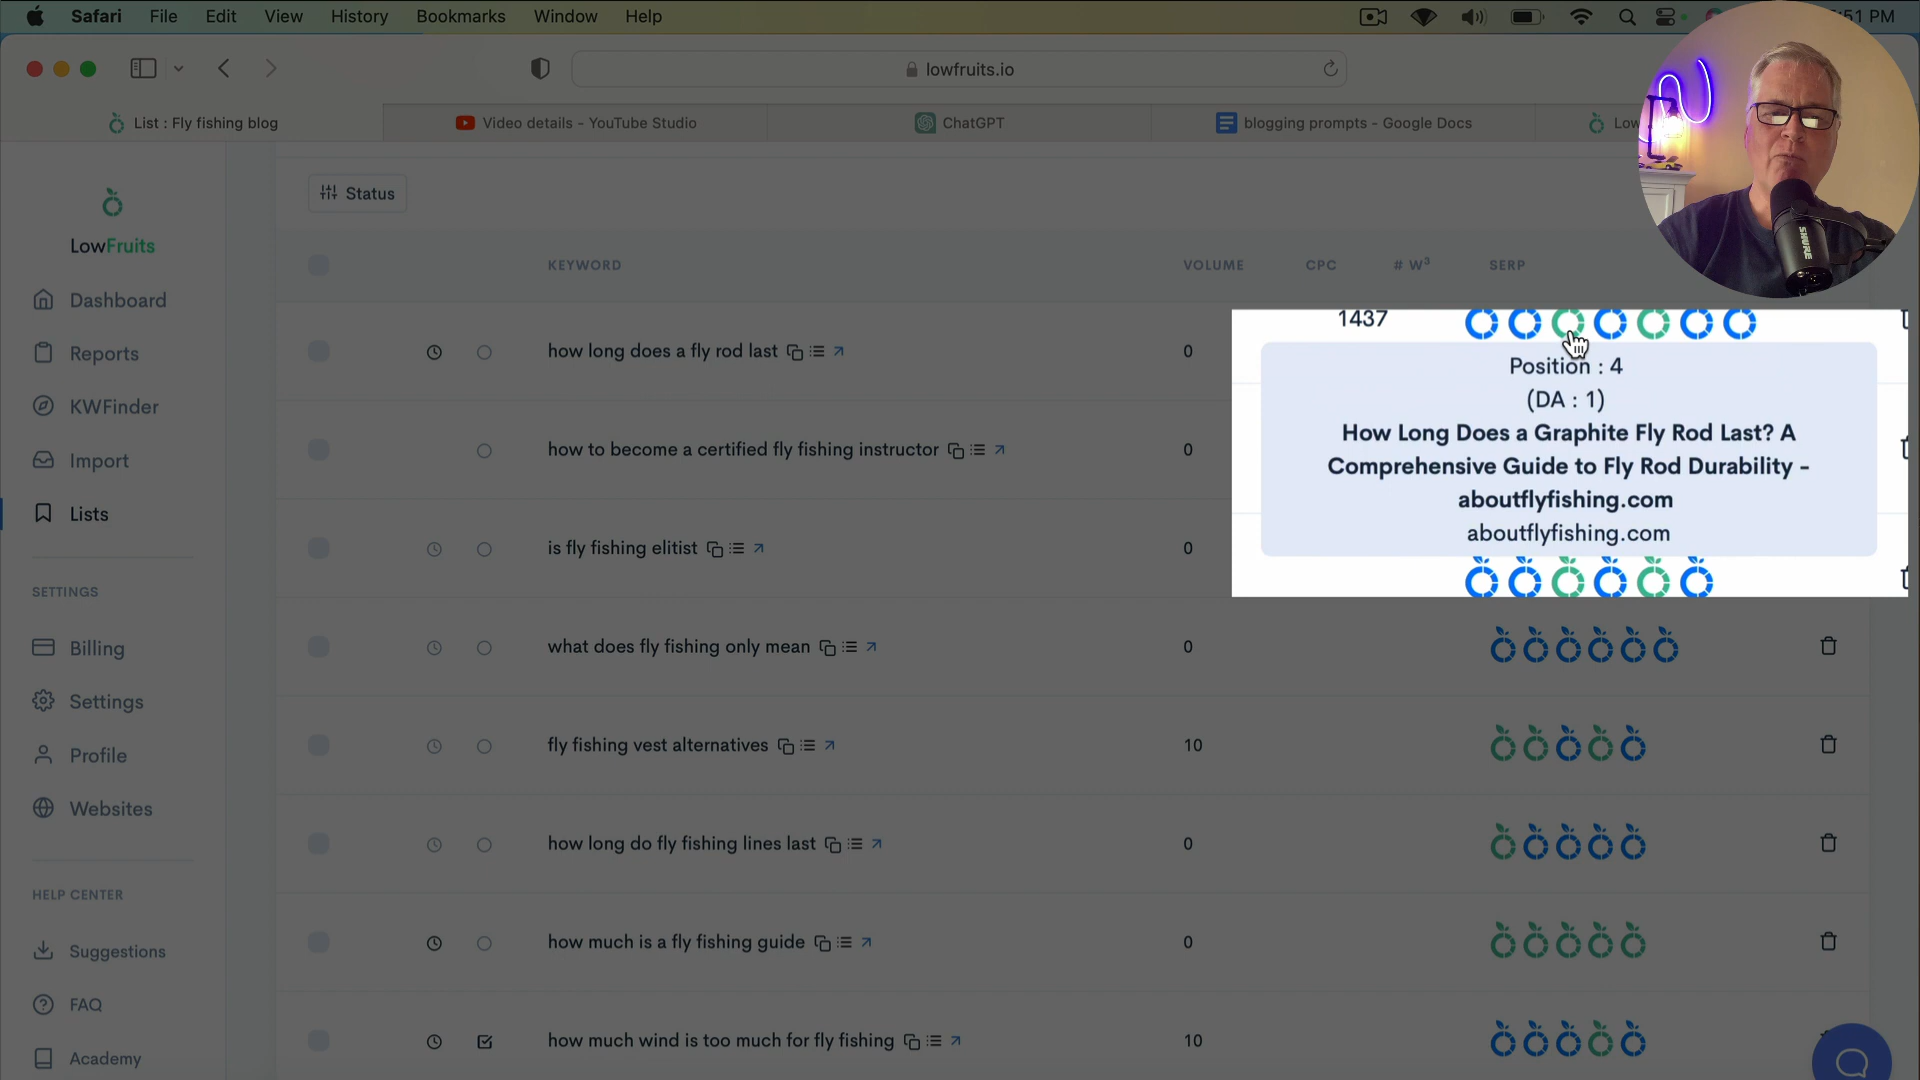 Safari File Edit View History Bookmarks Window Help
51 PM
lowfruits.io
List : Fly fishing blog
Video details - YouTube Studio
ChatGPT
blogging prompts - Google Docs
LowFruits
Dashboard
Reports
KWFinder
Import
Lists
SETTINGS
Billing
Settings
Profile
Websites
HELP CENTER
Suggestions
FAQ
Academy
Status
KEYWORD VOLUME CPC # W³ SERP
how long does a fly rod last 0
how to become a certified fly fishing instructor 0
is fly fishing elitist 0
what does fly fishing only mean 0
fly fishing vest alternatives 10
how long do fly fishing lines last 0
how much is a fly fishing guide 0
how much wind is too much for fly fishing 10
1437
Position : 4
(DA : 1)
How Long Does a Graphite Fly Rod Last? A
Comprehensive Guide to Fly Rod Durability -
aboutflyfishing.com
aboutflyfishing.com
SHURE